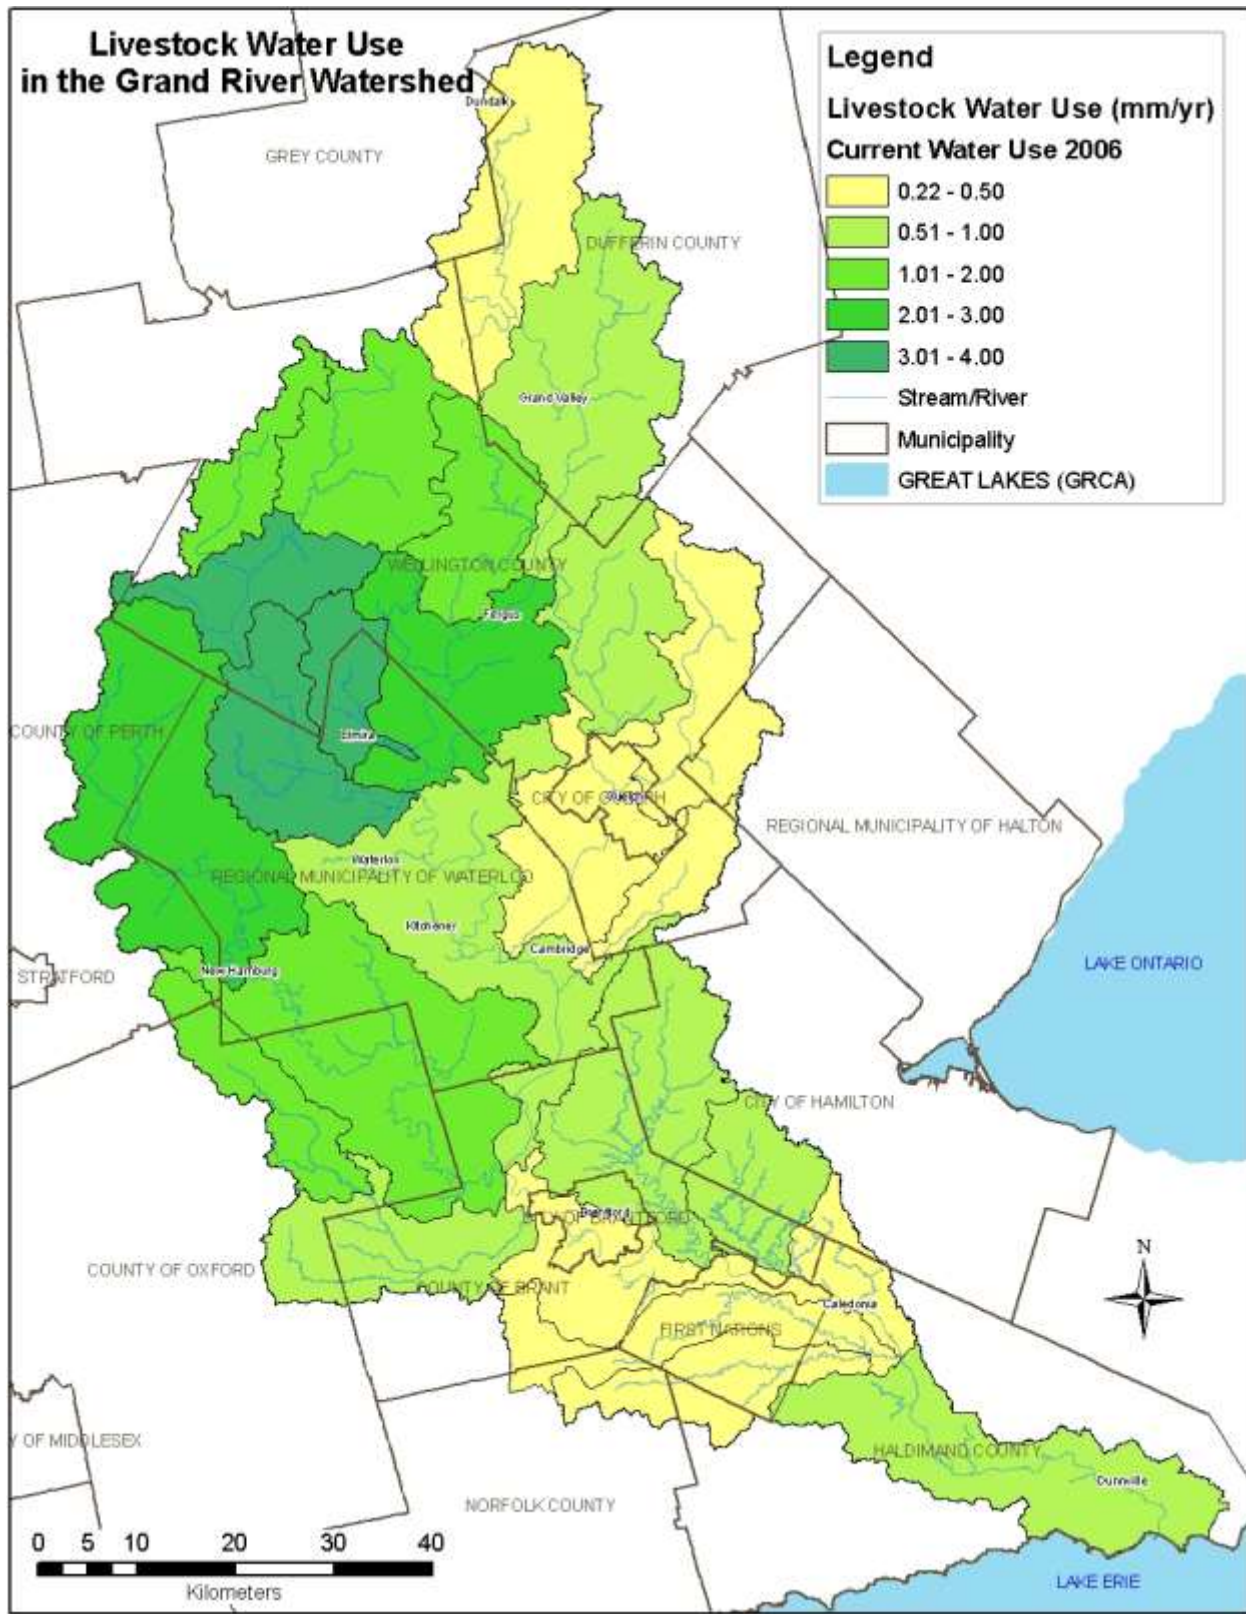 Livestock Water Use
in the Grand River Watershed
Legend
Livestock Water Use (mm/yr)
Current Water Use 2006
0.22 - 0.50
0.51 - 1.00
1.01 - 2.00
2.01 - 3.00
3.01 - 4.00
Stream/River
Municipality
GREAT LAKES (GRCA)
Dundalk
GREY COUNTY
DUFFERIN COUNTY
Grand Valley
WELLINGTON COUNTY
Fergus
COUNTY OF PERTH
Elmira
CITY OF GUELPH
REGIONAL MUNICIPALITY OF HALTON
Waterloo
REGIONAL MUNICIPALITY OF WATERLOO
Kitchener
Cambridge
LAKE ONTARIO
STRATFORD
New Hamburg
CITY OF HAMILTON
Brantford
CITY OF BRANTFORD
COUNTY OF OXFORD
COUNTY OF BRANT
N
Caledonia
FIRST NATIONS
Y OF MIDDLESEX
HALDIMAND COUNTY
Dunnville
NORFOLK COUNTY
0 5 10 20 30 40
Kilometers
LAKE ERIE